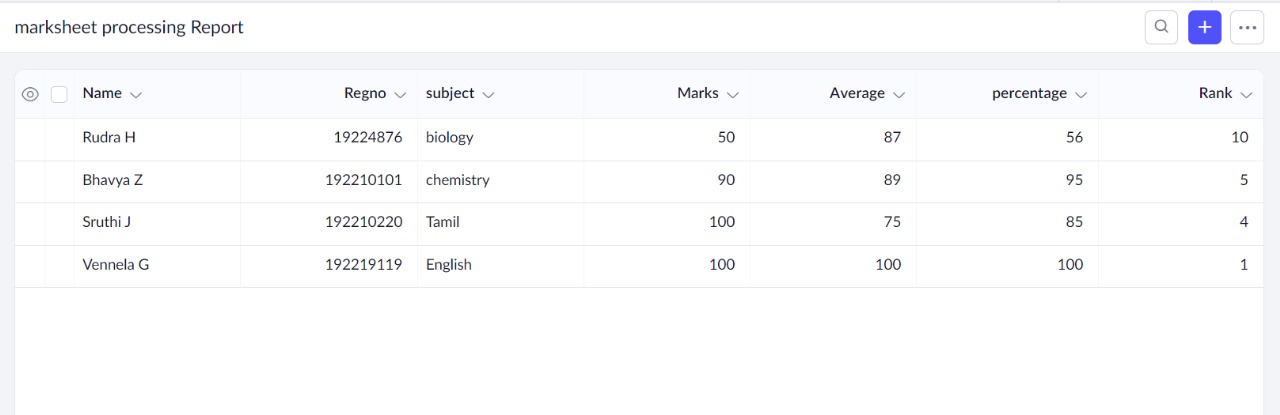 marksheet processing Report
Name Regno subject Marks Average percentage Rank
Rudra H 19224876 biology 50 87 56 10
Bhavya Z 192210101 chemistry 90 89 95 5
Sruthi J 192210220 Tamil 100 75 85 4
Vennela G 192219119 English 100 100 100 1